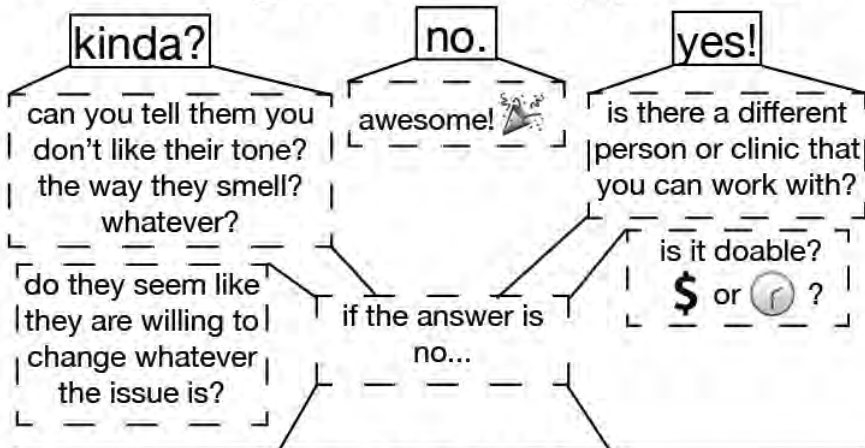 kinda?
can you tell them you
don't like their tone?
the way they smell?
whatever?
do they seem like
they are willing to
change whatever
the issue is?
no.
awesome! 🎉
if the answer is
no...
yes!
is there a different
person or clinic that
you can work with?
is it doable?
$ or 🕝 ?